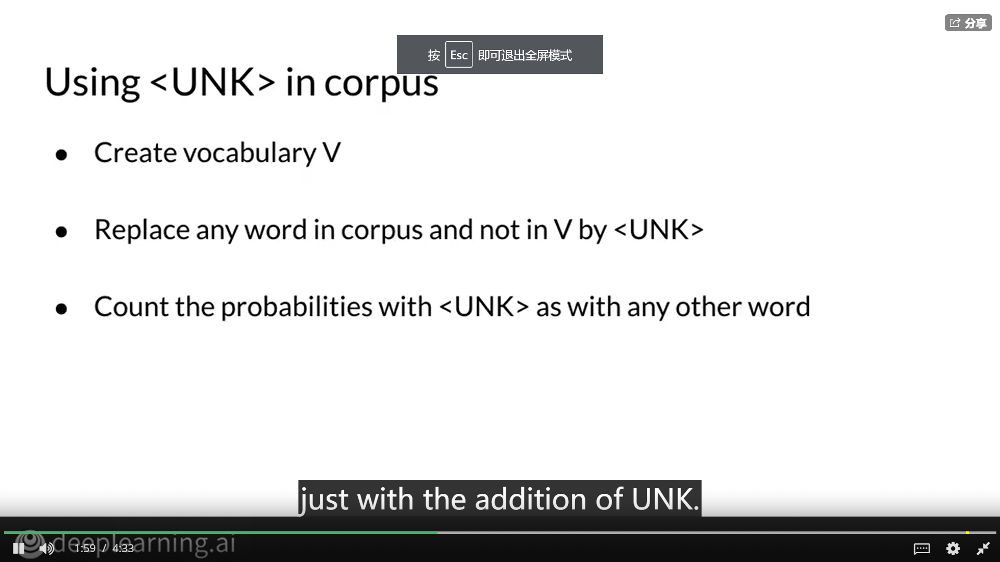 分享
按 Esc 即可退出全屏模式
Using <UNK> in corpus
● Create vocabulary V
● Replace any word in corpus and not in V by <UNK>
● Count the probabilities with <UNK> as with any other word
just with the addition of UNK.
deeplearning.ai
1:59 / 4:33